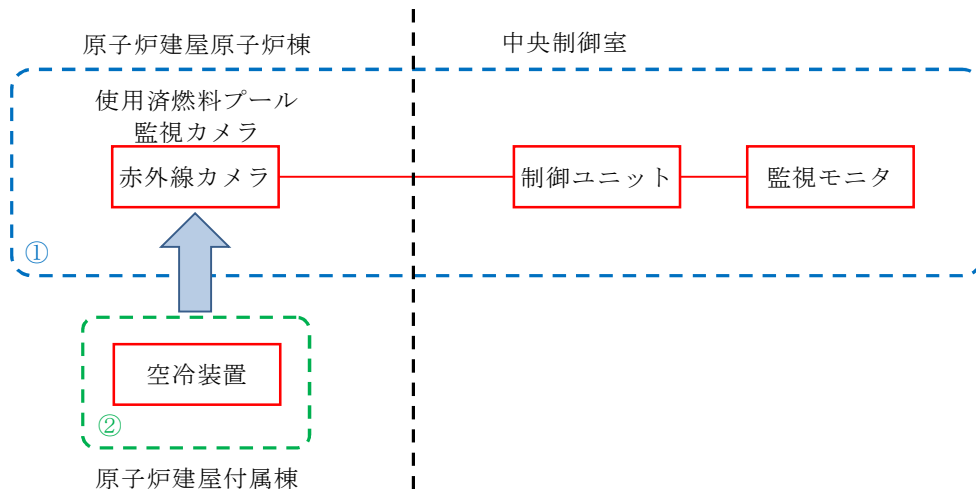 原子炉建屋原子炉棟
中央制御室
使用済燃料プール
監視カメラ
赤外線カメラ
制御ユニット
監視モニタ
①
空冷装置
②
原子炉建屋付属棟